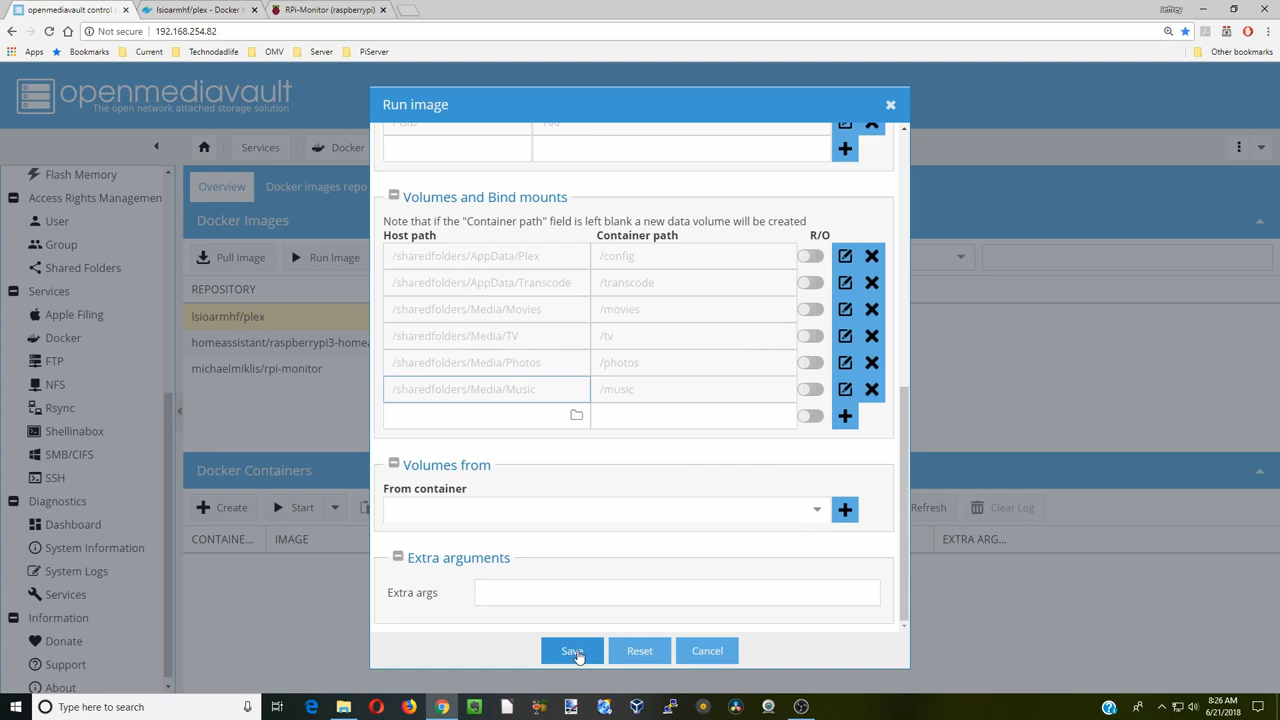 openmediavault control p
lsioarmhf/plex - Docker H
RPi-Monitor (raspberrypi)
Jeffrey
Not secure
192.168.254.82
Apps
Bookmarks
Current
Technodadlife
OMV
Server
PiServer
Other bookmarks
openmediavault
The open network attached storage solution
Run image
Services
Docker
Flash Memory
Access Rights Managemen
User
Group
Shared Folders
Services
Apple Filing
Docker
FTP
NFS
Rsync
Shellinabox
SMB/CIFS
SSH
Diagnostics
Dashboard
System Information
System Logs
Services
Information
Donate
Support
About
Overview
Docker images repo
Docker Images
Pull Image
Run Image
REPOSITORY
lsioarmhf/plex
homeassistant/raspberrypi3-home
michaelmiklis/rpi-monitor
Docker Containers
Create
Start
Refresh
Clear Log
CONTAINE...
IMAGE
EXTRA ARG...
PGID
100
Volumes and Bind mounts
Note that if the "Container path" field is left blank a new data volume will be created
Host path
Container path
R/O
/sharedfolders/AppData/Plex
/config
/sharedfolders/AppData/Transcode
/transcode
/sharedfolders/Media/Movies
/movies
/sharedfolders/Media/TV
/tv
/sharedfolders/Media/Photos
/photos
/sharedfolders/Media/Music
/music
Volumes from
From container
Extra arguments
Extra args
Save
Reset
Cancel
Type here to search
8:26 AM
6/21/2018